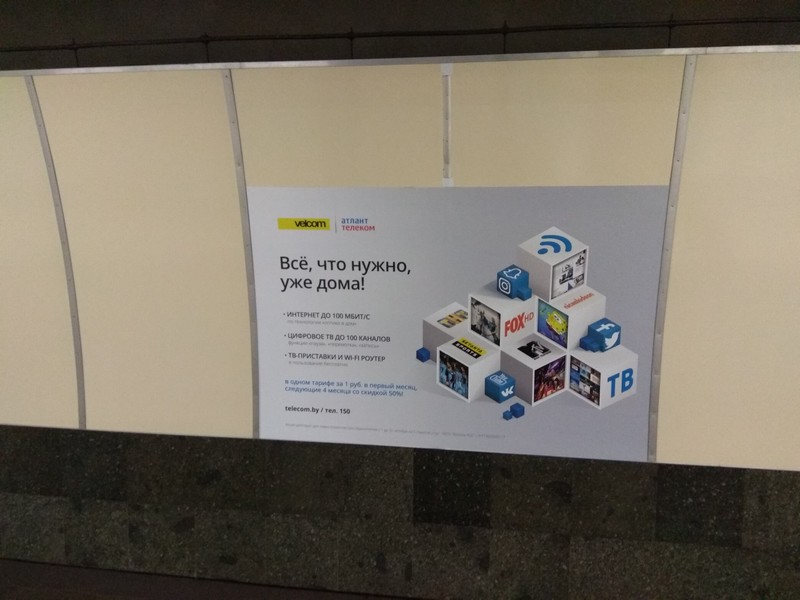 velcom
атлант
телеком
Всё, что нужно,
уже дома!
• ИНТЕРНЕТ ДО 100 МБИТ/С
• ЦИФРОВОЕ ТВ ДО 100 КАНАЛОВ
• ТВ-ПРИСТАВКИ И WI-FI РОУТЕР
в одном тарифе за 1 руб. в первый месяц,
следующие 4 месяца со скидкой 50%!
telecom.by / тел. 150
nickelodeon
FOX HD
ТВ